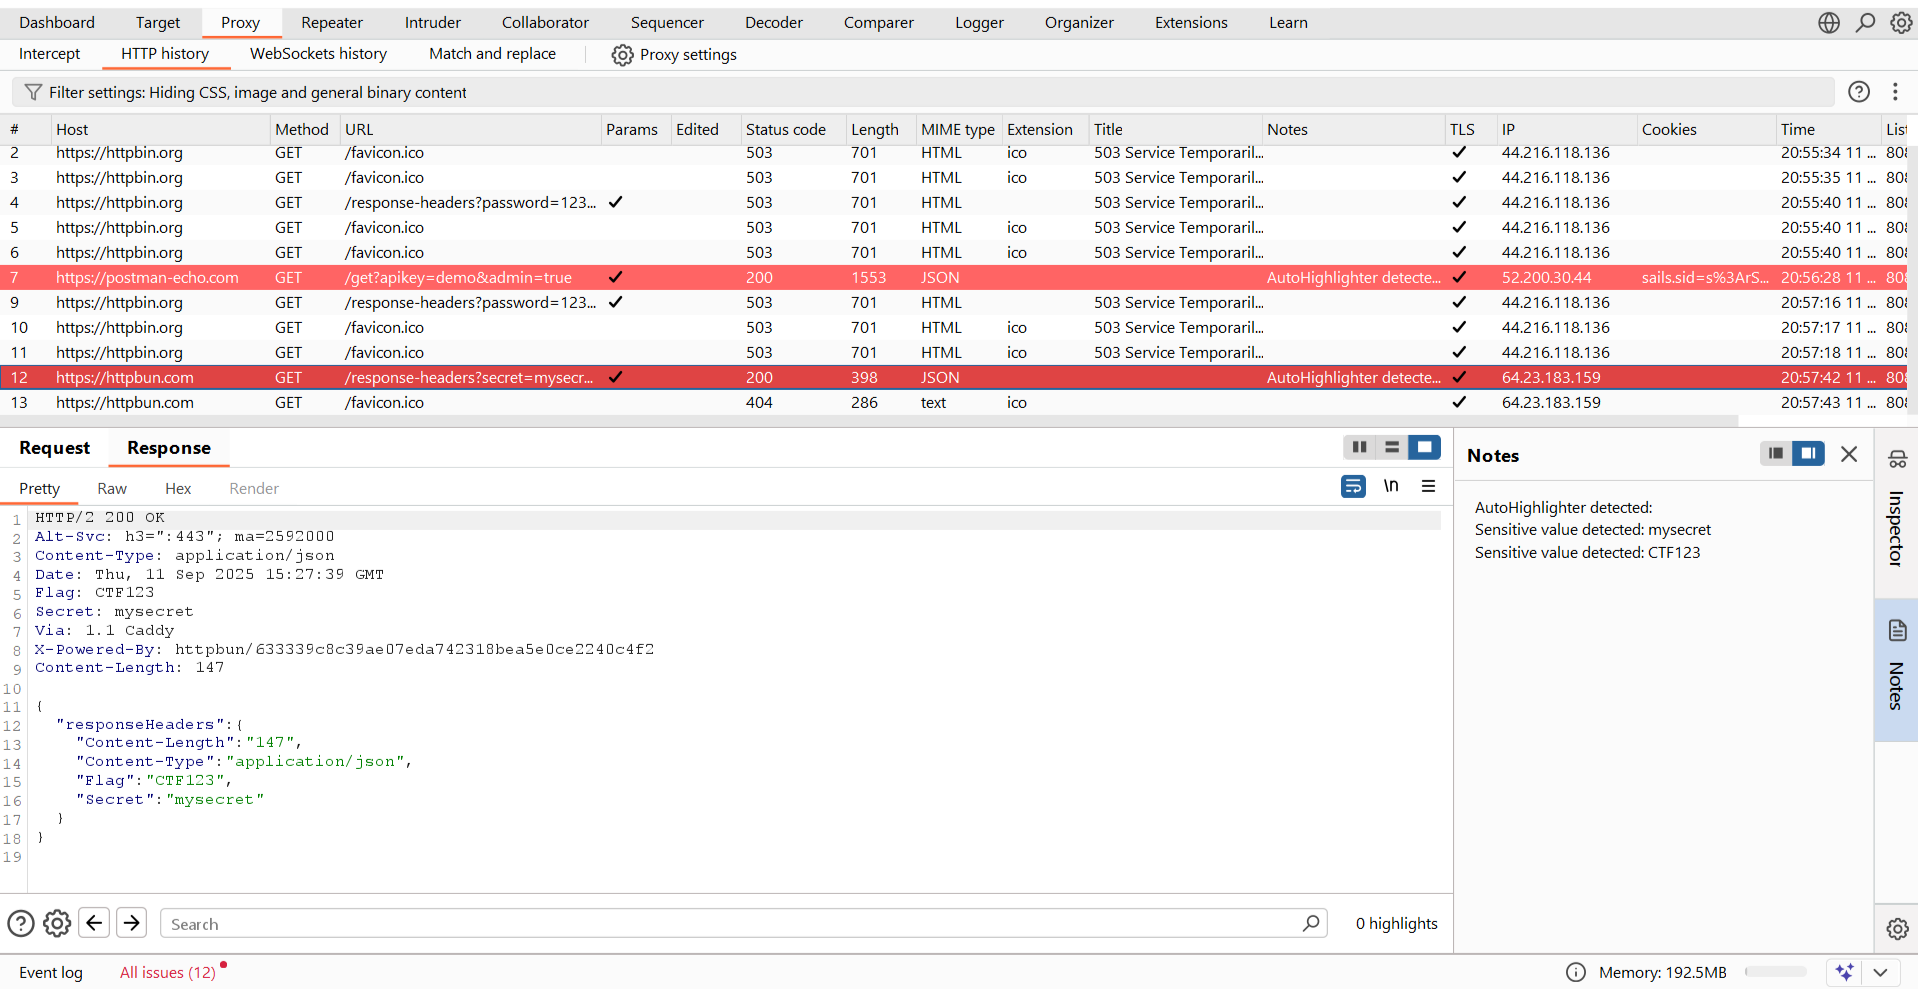 Dashboard Target Proxy Repeater Intruder Collaborator Sequencer Decoder Comparer Logger Organizer Extensions Learn
Intercept HTTP history WebSockets history Match and replace Proxy settings
Filter settings: Hiding CSS, image and general binary content
# Host Method URL Params Edited Status code Length MIME type Extension Title Notes TLS IP Cookies Time List
2 https://httpbin.org GET /favicon.ico 503 701 HTML ico 503 Service Temporaril... ✓ 44.216.118.136 20:55:34 11 ... 808
3 https://httpbin.org GET /favicon.ico 503 701 HTML ico 503 Service Temporaril... ✓ 44.216.118.136 20:55:35 11 ... 808
4 https://httpbin.org GET /response-headers?password=123... ✓ 503 701 HTML 503 Service Temporaril... ✓ 44.216.118.136 20:55:40 11 ... 808
5 https://httpbin.org GET /favicon.ico 503 701 HTML ico 503 Service Temporaril... ✓ 44.216.118.136 20:55:40 11 ... 808
6 https://httpbin.org GET /favicon.ico 503 701 HTML ico 503 Service Temporaril... ✓ 44.216.118.136 20:55:40 11 ... 808
7 https://postman-echo.com GET /get?apikey=demo&admin=true ✓ 200 1553 JSON AutoHighlighter detecte... ✓ 52.200.30.44 sails.sid=s%3ArS... 20:56:28 11 ... 808
9 https://httpbin.org GET /response-headers?password=123... ✓ 503 701 HTML 503 Service Temporaril... ✓ 44.216.118.136 20:57:16 11 ... 808
10 https://httpbin.org GET /favicon.ico 503 701 HTML ico 503 Service Temporaril... ✓ 44.216.118.136 20:57:17 11 ... 808
11 https://httpbin.org GET /favicon.ico 503 701 HTML ico 503 Service Temporaril... ✓ 44.216.118.136 20:57:18 11 ... 808
12 https://httpbun.com GET /response-headers?secret=mysecr... ✓ 200 398 JSON AutoHighlighter detecte... ✓ 64.23.183.159 20:57:42 11 ... 808
13 https://httpbun.com GET /favicon.ico 404 286 text ico ✓ 64.23.183.159 20:57:43 11 ... 808
Request Response
Pretty Raw Hex Render \n
1 HTTP/2 200 OK
2 Alt-Svc: h3=":443"; ma=2592000
3 Content-Type: application/json
4 Date: Thu, 11 Sep 2025 15:27:39 GMT
5 Flag: CTF123
6 Secret: mysecret
7 Via: 1.1 Caddy
8 X-Powered-By: httpbun/633339c8c39ae07eda742318bea5e0ce2240c4f2
9 Content-Length: 147
10
11 {
12 "responseHeaders":{
13 "Content-Length":"147",
14 "Content-Type":"application/json",
15 "Flag":"CTF123",
16 "Secret":"mysecret"
17 }
18 }
19
Search
0 highlights
Notes
AutoHighlighter detected:
Sensitive value detected: mysecret
Sensitive value detected: CTF123
Inspector
Notes
Event log All issues (12) Memory: 192.5MB